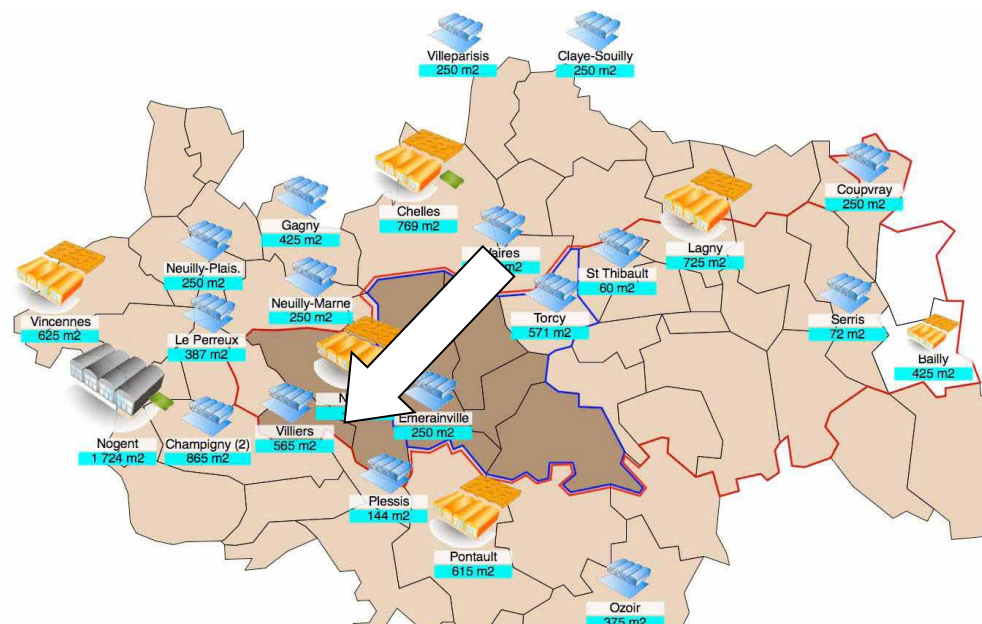 Villeparisis
250 m2
Claye-Souilly
250 m2
Coupvray
250 m2
Chelles
769 m2
Gagny
425 m2
Lagny
725 m2
Neuilly-Plais.
250 m2
St Thibault
60 m2
Neuilly-Marne
250 m2
Torcy
571 m2
Serris
72 m2
Vincennes
625 m2
Le Perreux
387 m2
Bailly
425 m2
Emerainville
250 m2
Villiers
565 m2
Nogent
1 724 m2
Champigny (2)
865 m2
Plessis
144 m2
Pontault
615 m2
Ozoir
375 m2